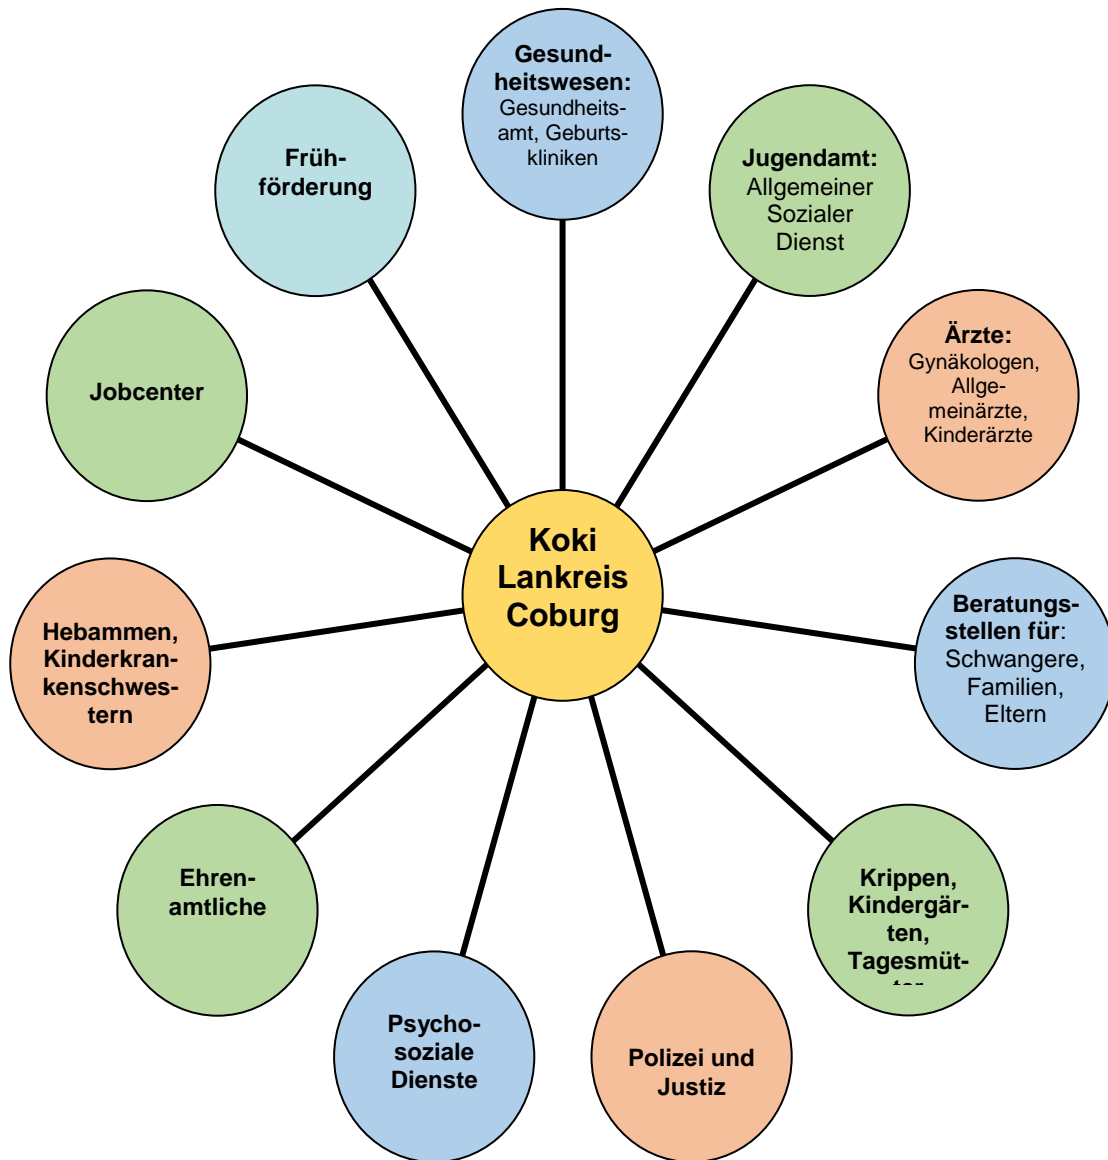 Gesund-
heitswesen:
Gesundheits-
amt, Geburts-
kliniken
Jugendamt:
Allgemeiner
Sozialer
Dienst
Ärzte:
Gynäkologen,
Allge-
meinärzte,
Kinderärzte
Beratungs-
stellen für:
Schwangere,
Familien,
Eltern
Krippen,
Kindergär-
ten,
Tagesmüt-
Polizei und
Justiz
Psycho-
soziale
Dienste
Ehren-
amtliche
Hebammen,
Kinderkran-
kenschwes-
tern
Jobcenter
Früh-
förderung
Koki
Lankreis
Coburg